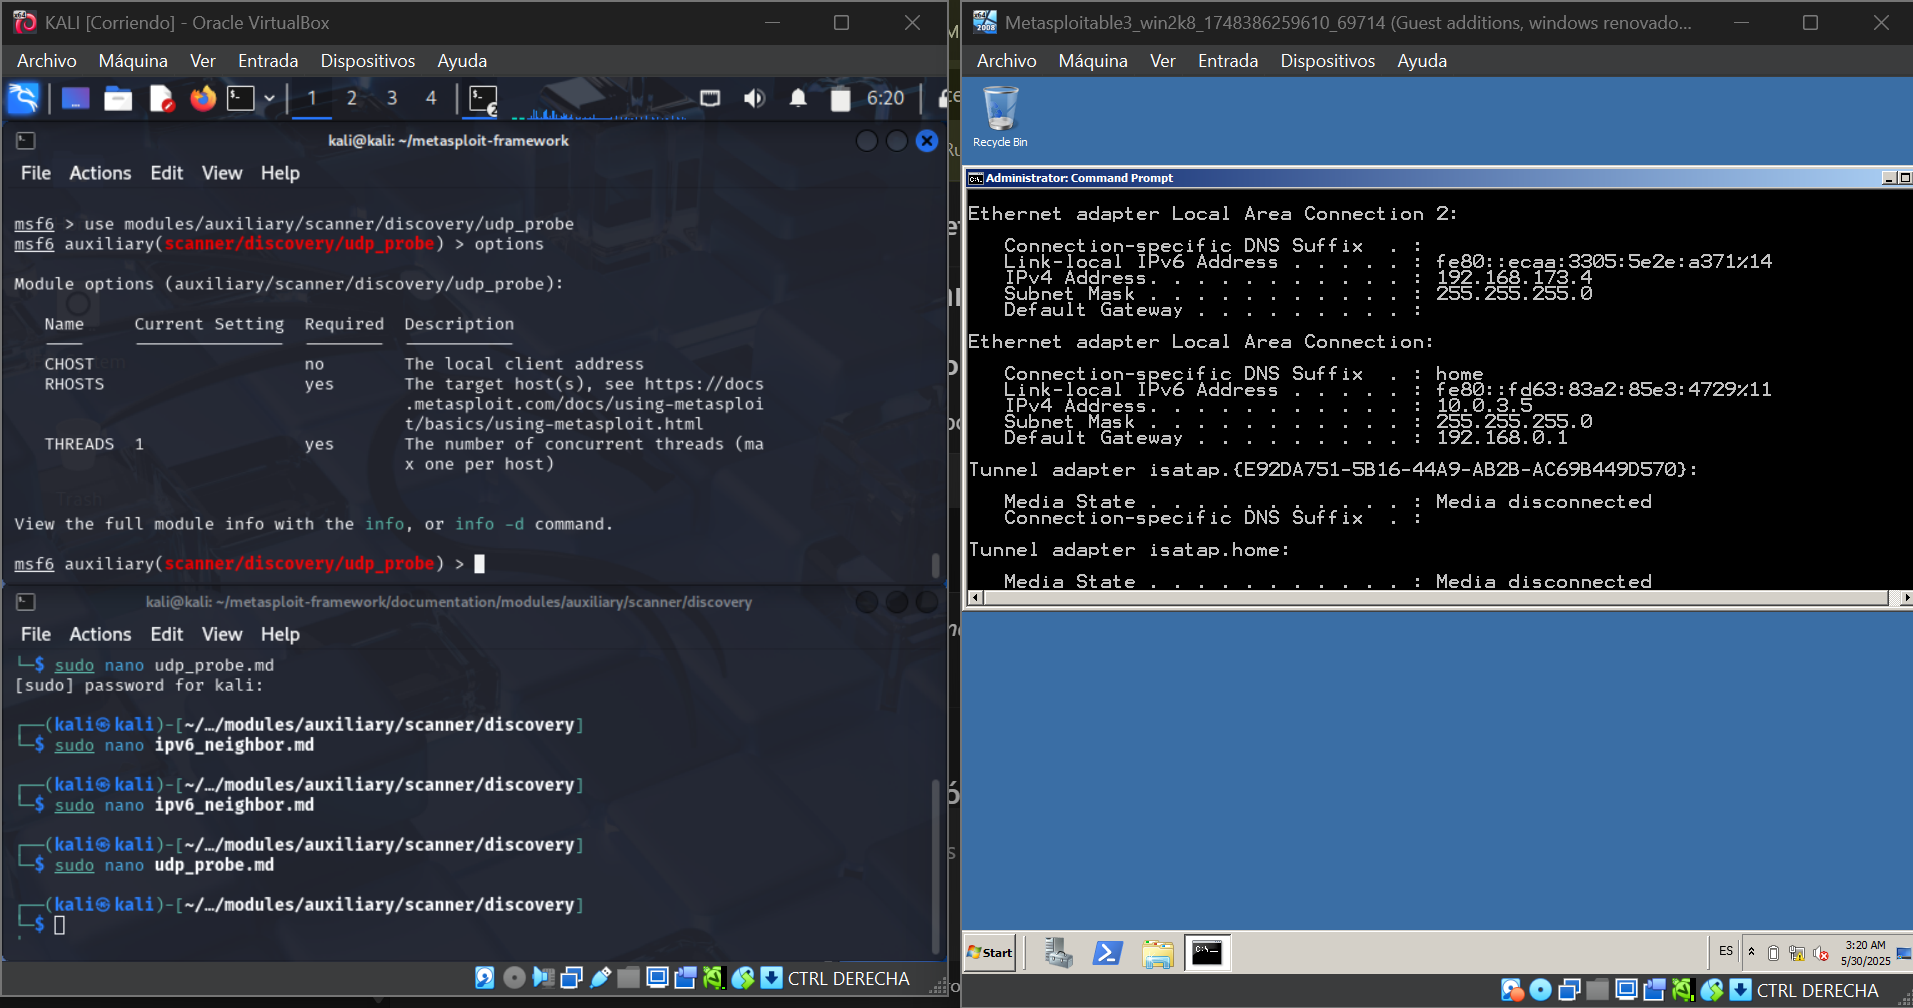 KALI [Corriendo] - Oracle VirtualBox
Archivo Máquina Ver Entrada Dispositivos Ayuda
1 2 3 4 6:20
kali@kali: ~/metasploit-framework
File Actions Edit View Help
msf6 > use modules/auxiliary/scanner/discovery/udp_probe
msf6 auxiliary(scanner/discovery/udp_probe) > options
Module options (auxiliary/scanner/discovery/udp_probe):
Name Current Setting Required Description
CHOST no The local client address
RHOSTS yes The target host(s), see https://docs
.metasploit.com/docs/using-metasploi
t/basics/using-metasploit.html
THREADS 1 yes The number of concurrent threads (ma
x one per host)
Trash
View the full module info with the info, or info -d command.
msf6 auxiliary(scanner/discovery/udp_probe) >
kali@kali: ~/metasploit-framework/documentation/modules/auxiliary/scanner/discovery
File Actions Edit View Help
└─$ sudo nano udp_probe.md
[sudo] password for kali:
┌──(kali㉿kali)-[~/…/modules/auxiliary/scanner/discovery]
└─$ sudo nano ipv6_neighbor.md
┌──(kali㉿kali)-[~/…/modules/auxiliary/scanner/discovery]
└─$ sudo nano ipv6_neighbor.md
┌──(kali㉿kali)-[~/…/modules/auxiliary/scanner/discovery]
└─$ sudo nano udp_probe.md
┌──(kali㉿kali)-[~/…/modules/auxiliary/scanner/discovery]
└─$
CTRL DERECHA
Metasploitable3_win2k8_1748386259610_69714 (Guest additions, windows renovado...
Archivo Máquina Ver Entrada Dispositivos Ayuda
Recycle Bin
Administrator: Command Prompt
Ethernet adapter Local Area Connection 2:
Connection-specific DNS Suffix . :
Link-local IPv6 Address . . . . . : fe80::ecaa:3305:5e2e:a371%14
IPv4 Address. . . . . . . . . . . : 192.168.173.4
Subnet Mask . . . . . . . . . . . : 255.255.255.0
Default Gateway . . . . . . . . . :
Ethernet adapter Local Area Connection:
Connection-specific DNS Suffix . : home
Link-local IPv6 Address . . . . . : fe80::fd63:83a2:85e3:4729%11
IPv4 Address. . . . . . . . . . . : 10.0.3.5
Subnet Mask . . . . . . . . . . . : 255.255.255.0
Default Gateway . . . . . . . . . : 192.168.0.1
Tunnel adapter isatap.{E92DA751-5B16-44A9-AB2B-AC69B449D570}:
Media State . . . . . . . . . . . : Media disconnected
Connection-specific DNS Suffix . :
Tunnel adapter isatap.home:
Media State . . . . . . . . . . . : Media disconnected
Start
ES
3:20 AM
5/30/2025
CTRL DERECHA